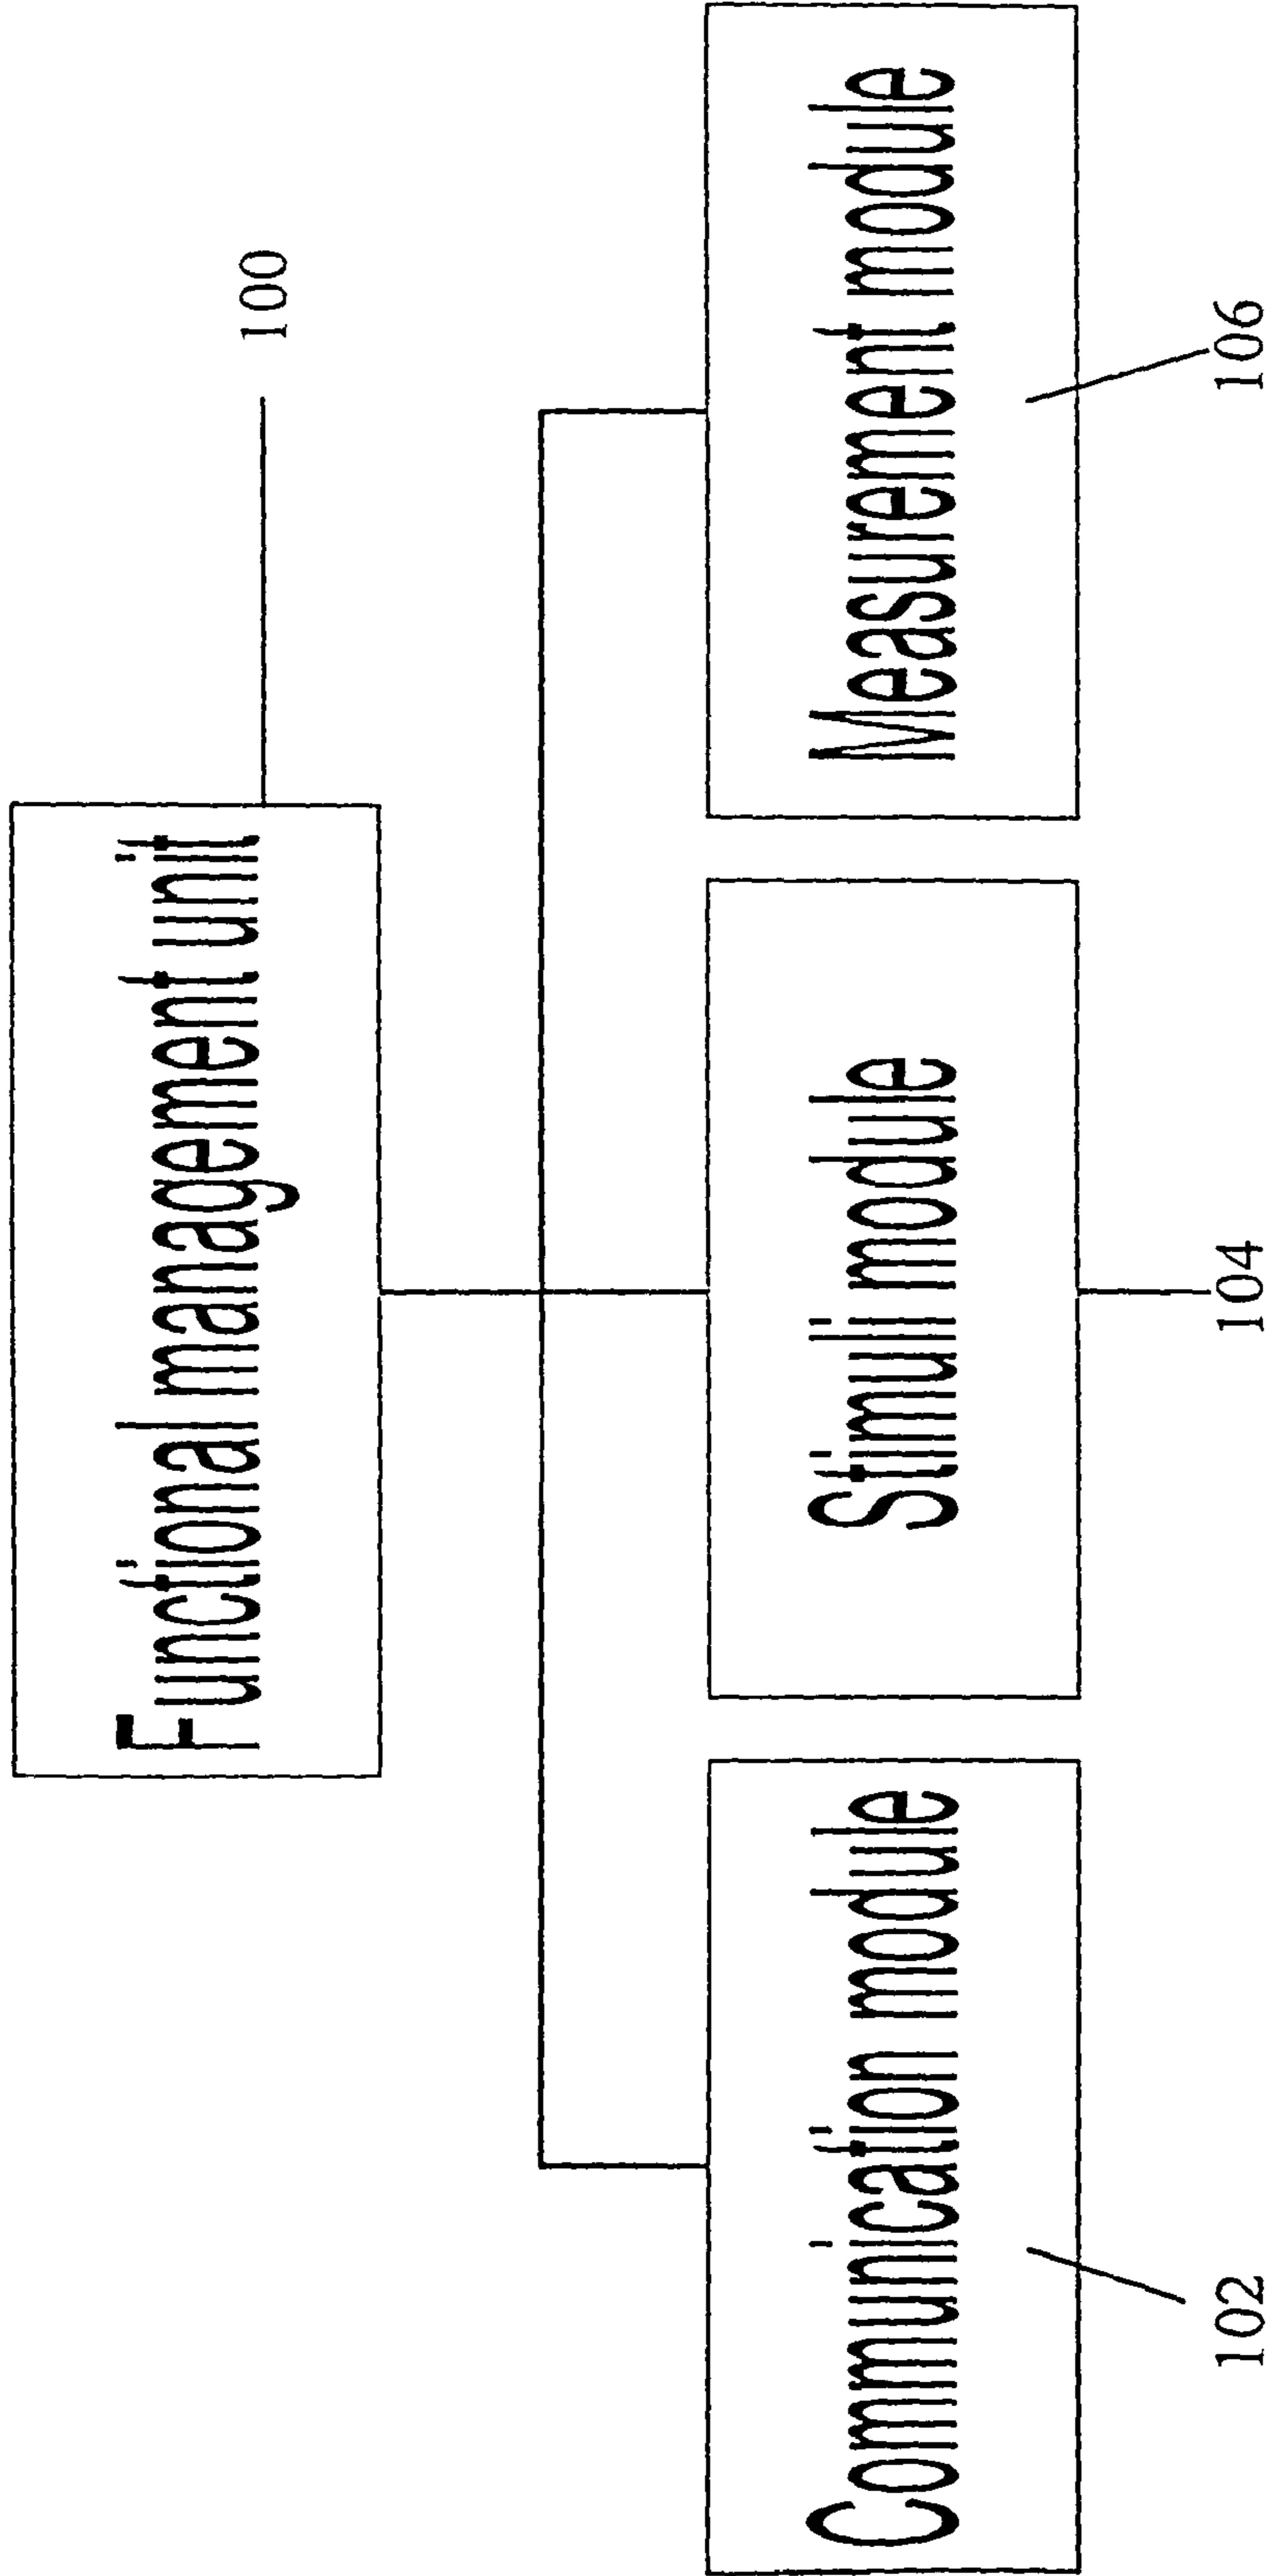 Functional management unit
100
Communication module
Stimuli module
Measurement module
102
104
106